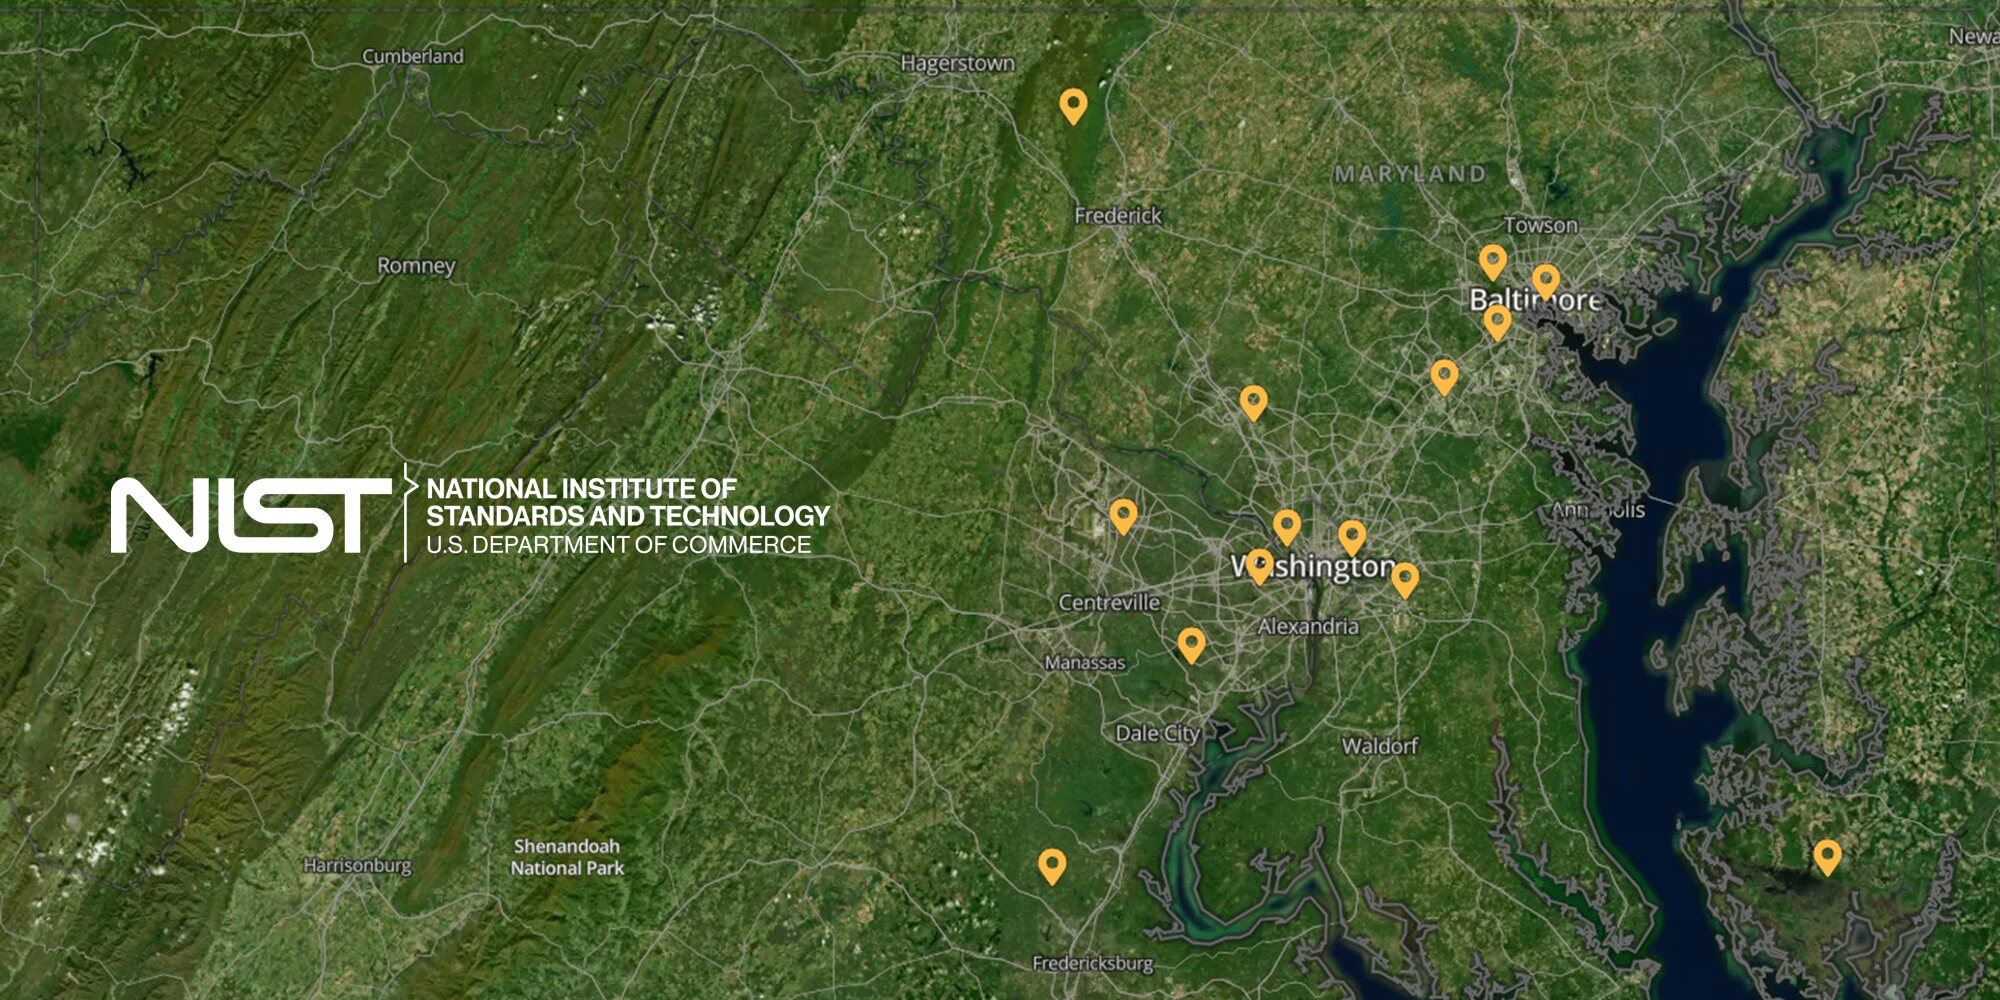 Cumberland
Hagerstown
Newa
MARYLAND
Frederick
Towson
Romney
Baltimore
NIST
NATIONAL INSTITUTE OF
STANDARDS AND TECHNOLOGY
U.S. DEPARTMENT OF COMMERCE
Annapolis
Washington
Centreville
Alexandria
Manassas
Dale City
Waldorf
Shenandoah
National Park
Harrisonburg
Fredericksburg